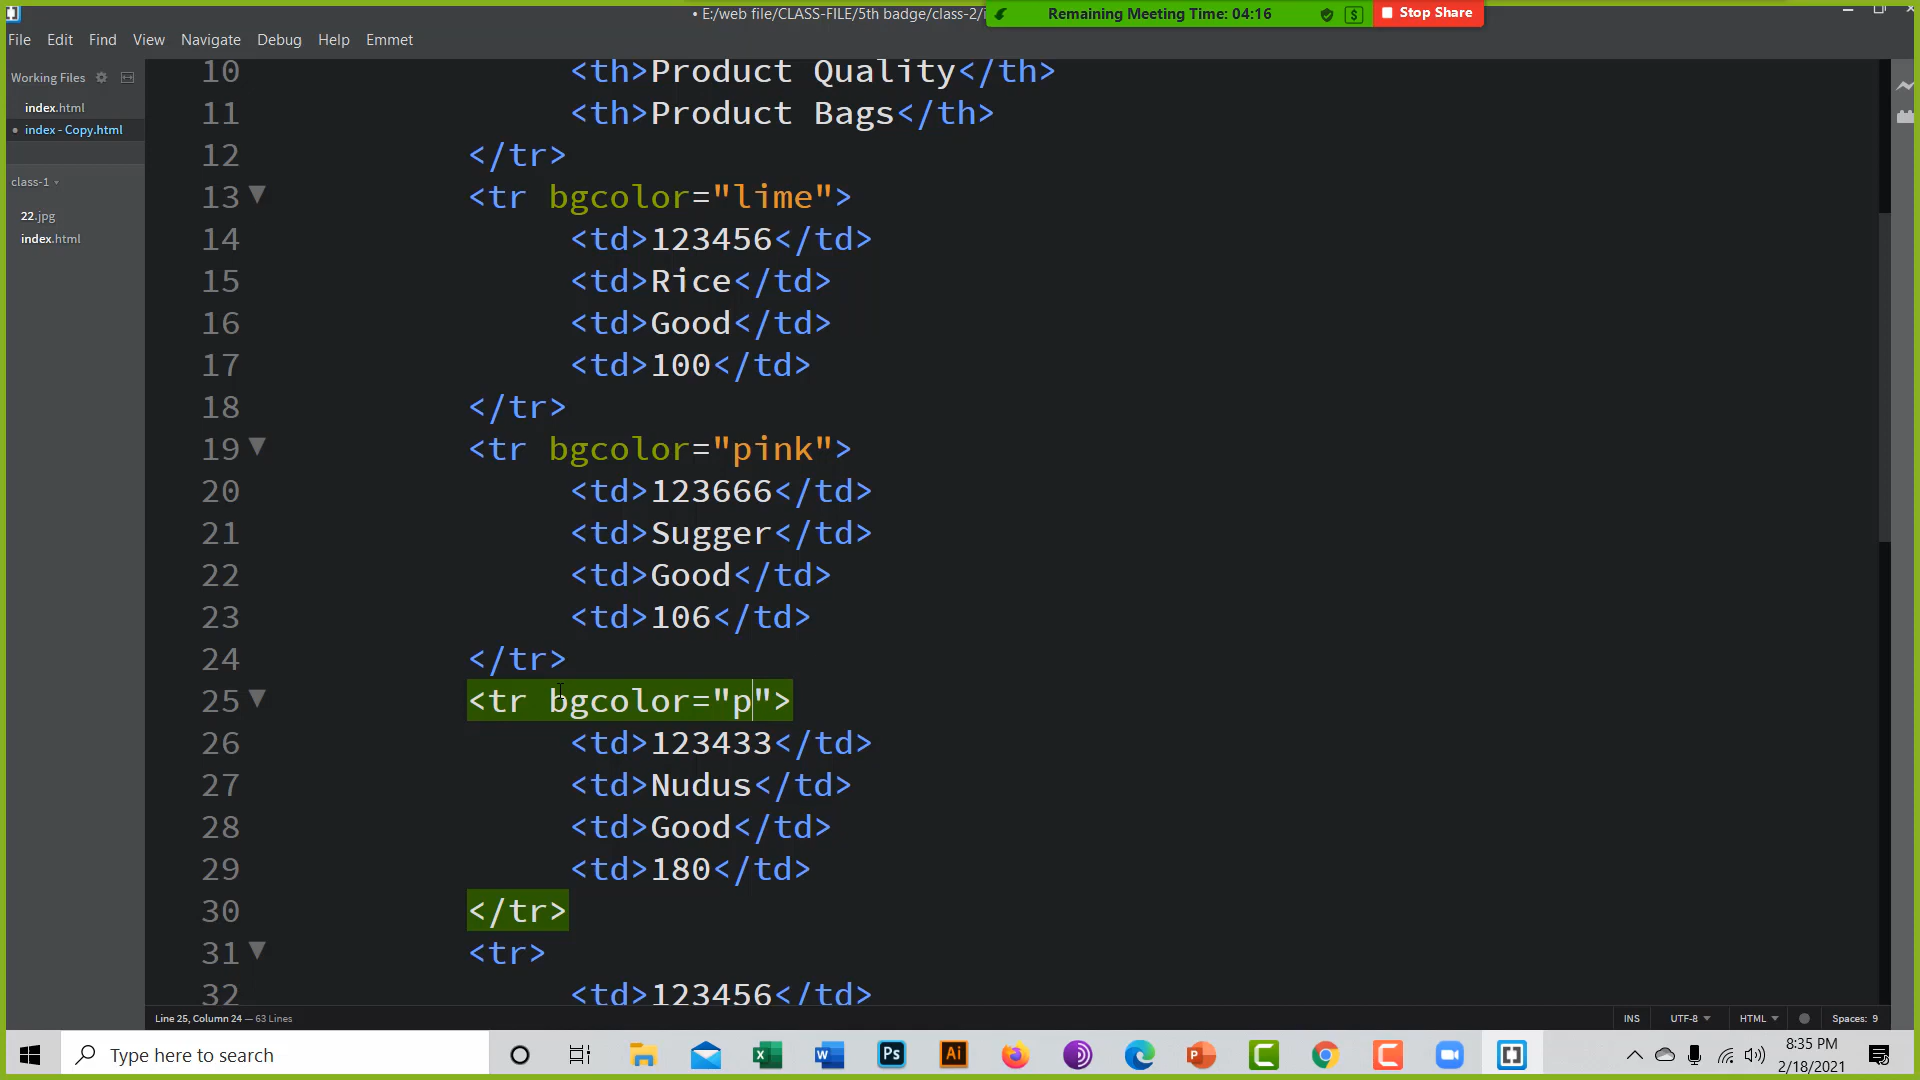 • E:/web file/CLASS-FILE/5th badge/class-2/i
Remaining Meeting Time: 04:16
Stop Share
File Edit Find View Navigate Debug Help Emmet
Working Files
index.html
• index - Copy.html
class-1
22.jpg
index.html
10 <th>Product Quality</th>
11 <th>Product Bags</th>
12 </tr>
13 <tr bgcolor="lime">
14 <td>123456</td>
15 <td>Rice</td>
16 <td>Good</td>
17 <td>100</td>
18 </tr>
19 <tr bgcolor="pink">
20 <td>123666</td>
21 <td>Sugger</td>
22 <td>Good</td>
23 <td>106</td>
24 </tr>
25 <tr bgcolor="p">
26 <td>123433</td>
27 <td>Nudus</td>
28 <td>Good</td>
29 <td>180</td>
30 </tr>
31 <tr>
32 <td>123456</td>
Line 25, Column 24 — 63 Lines
INS UTF-8 HTML Spaces: 9
Type here to search
8:35 PM
2/18/2021